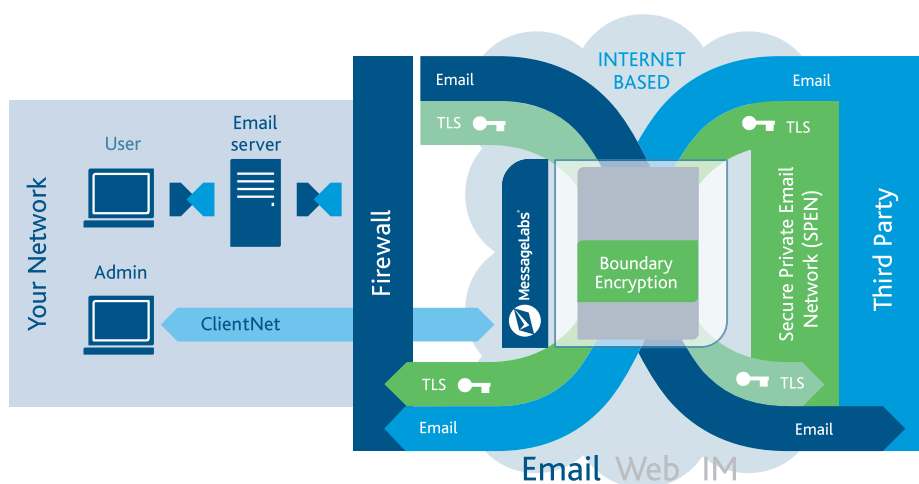 INTERNET
BASED
Email
Email
TLS
TLS
User
Email
server
Your Network
Firewall
MessageLabs
Boundary
Encryption
Secure Private Email
Network (SPEN)
Third Party
Admin
ClientNet
TLS
TLS
Email
Email
Email Web IM